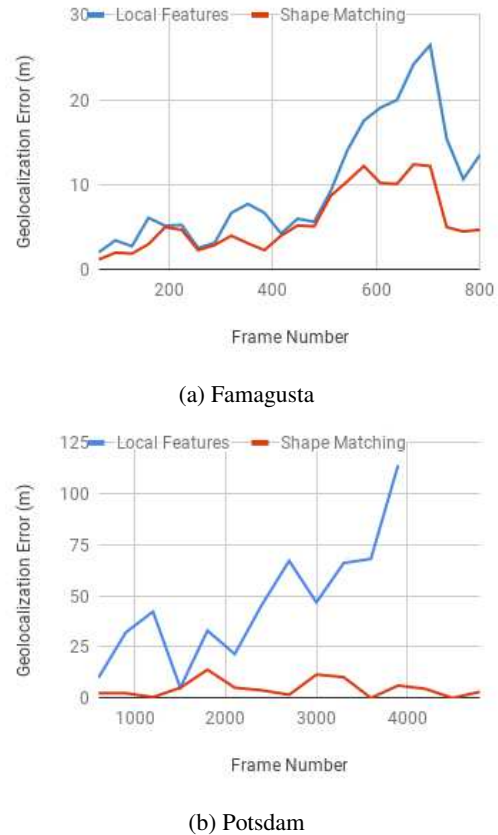 30 Local Features Shape Matching
20
10
0
200 400 600 800
Geolocalization Error (m)
Frame Number
(a) Famagusta
125 Local Features Shape Matching
100
75
50
25
0
1000 2000 3000 4000
Geolocalization Error (m)
Frame Number
(b) Potsdam